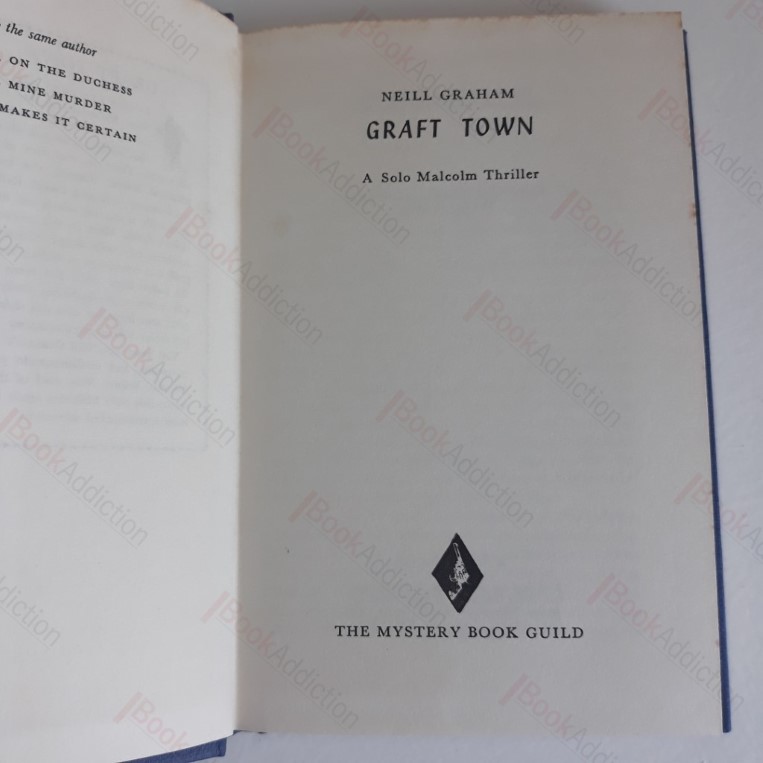 the same author
ON THE DUCHESS
MINE MURDER
MAKES IT CERTAIN
NEILL GRAHAM
GRAFT TOWN
A Solo Malcolm Thriller
THE MYSTERY BOOK GUILD
BookAddiction